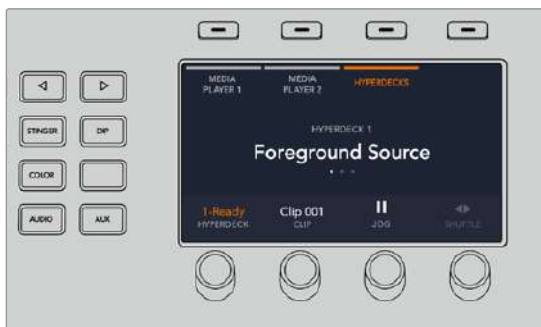 MEDIA PLAYER 1
MEDIA PLAYER 2
HYPERDECKS
STINGER
DIP
COLOR
AUDIO
AUX
HYPERDECK 1
Foreground Source
1-Ready
HYPERDECK
Clip 001
CLIP
JOG
SHUTTLE